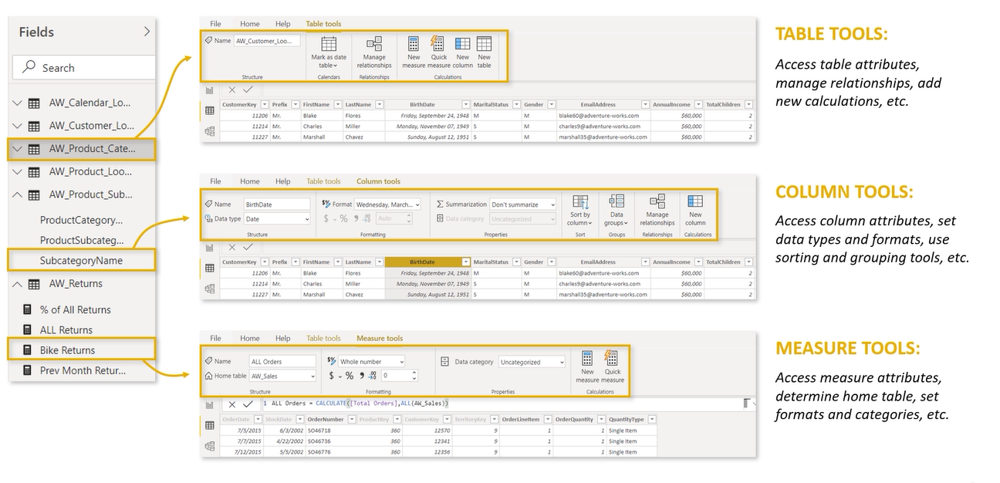 Fields
Search
AW_Calendar_Lo...
AW_Customer_Lo...
AW_Product_Cate...
AW_Product_Loo...
AW_Product_Sub...
ProductCategory...
ProductSubcateg...
SubcategoryName
AW_Returns
% of All Returns
ALL Returns
Bike Returns
Prev Month Retur...
File Home Help Table tools
Name AW_Customer_Loo...
Mark as date table
Manage relationships
New measure
Quick measure
New column
New table
Structure Calendars Relationships Calculations
CustomerKey Prefix FirstName LastName BirthDate MaritalStatus Gender EmailAddress AnnualIncome TotalChildren
11206 Mr. Blake Flores Friday, September 24, 1948 M M blake60@adventure-works.com $60,000 2
11214 Mr. Charles Miller Monday, November 07, 1949 S M charles9@adventure-works.com $60,000 2
11227 Mr. Marshall Chavez Sunday, August 12, 1951 S M marshall35@adventure-works.com $60,000 2
TABLE TOOLS:
Access table attributes,
manage relationships, add
new calculations, etc.
File Home Help Table tools Column tools
Name BirthDate
Data type Date
Format Wednesday, March...
$ % 9 .00 Auto
Summarization Don't summarize
Data category Uncategorized
Sort by column
Data groups
Manage relationships
New column
Structure Formatting Properties Sort Groups Relationships Calculations
CustomerKey Prefix FirstName LastName BirthDate MaritalStatus Gender EmailAddress AnnualIncome TotalChildren
11206 Mr. Blake Flores Friday, September 24, 1948 M M blake60@adventure-works.com $60,000 2
11214 Mr. Charles Miller Monday, November 07, 1949 S M charles9@adventure-works.com $60,000 2
11227 Mr. Marshall Chavez Sunday, August 12, 1951 S M marshall35@adventure-works.com $60,000 2
COLUMN TOOLS:
Access column attributes, set
data types and formats, use
sorting and grouping tools, etc.
File Home Help Table tools Measure tools
Name ALL Orders
Home table AW_Sales
Whole number
$ % 9 .00 0
Data category Uncategorized
New measure
Quick measure
Structure Formatting Properties Calculations
1 ALL Orders = CALCULATE([Total Orders],ALL(AW_Sales))
OrderDate StockDate OrderNumber ProductKey CustomerKey TerritoryKey OrderLineItem OrderQuantity QuantityType
7/5/2015 6/3/2002 SO46718 360 12570 9 1 1 Single Item
7/7/2015 4/22/2002 SO46736 360 12341 9 1 1 Single Item
7/12/2015 5/5/2002 SO46776 360 12356 9 1 1 Single Item
MEASURE TOOLS:
Access measure attributes,
determine home table, set
formats and categories, etc.